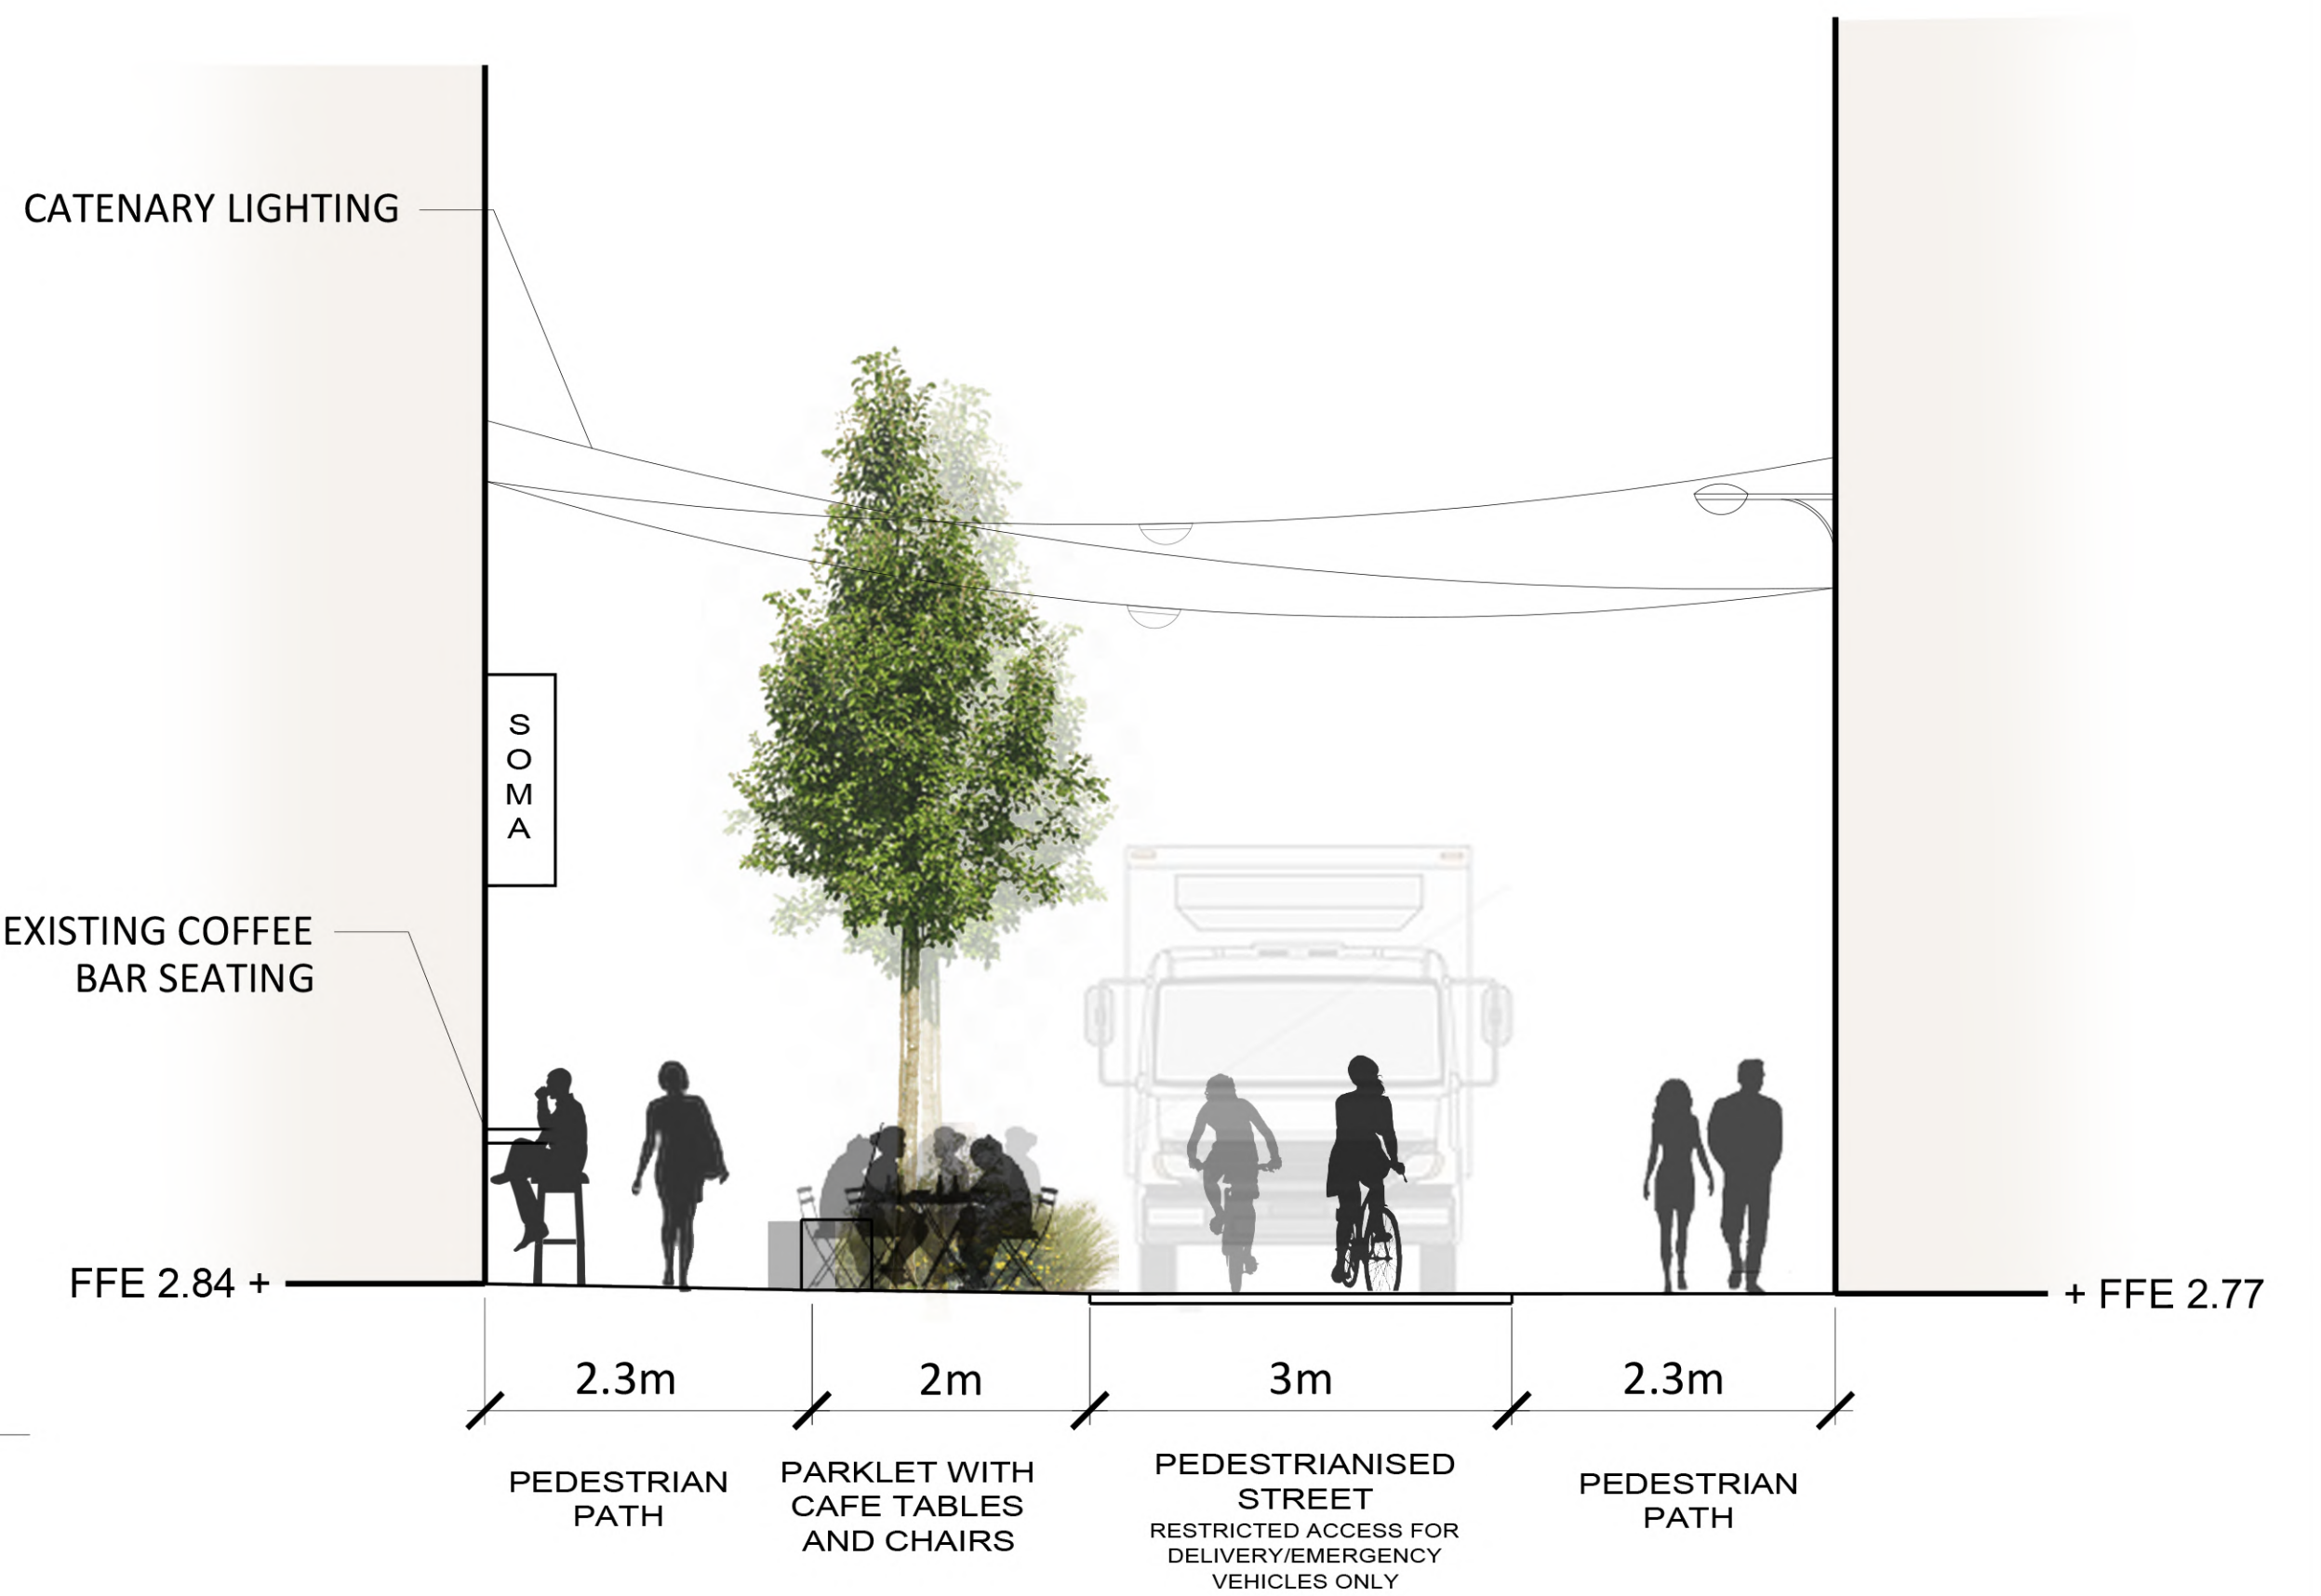 CATENARY LIGHTING
S
O
M
A
EXISTING COFFEE
BAR SEATING
FFE 2.84 +
+ FFE 2.77
2.3m
2m
3m
2.3m
PEDESTRIAN
PATH
PARKLET WITH
CAFE TABLES
AND CHAIRS
PEDESTRIANISED
STREET
RESTRICTED ACCESS FOR
DELIVERY/EMERGENCY
VEHICLES ONLY
PEDESTRIAN
PATH